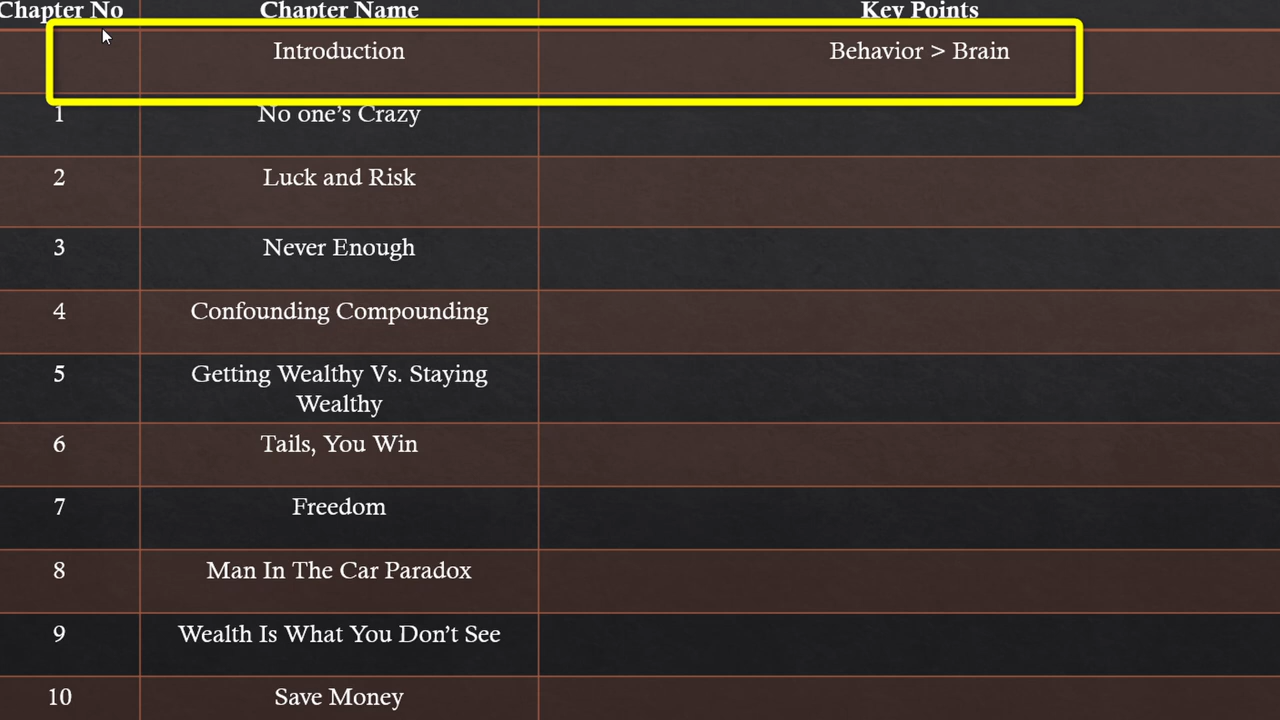 Chapter No Chapter Name Key Points
Introduction Behavior > Brain
1 No one’s Crazy
2 Luck and Risk
3 Never Enough
4 Confounding Compounding
5 Getting Wealthy Vs. Staying
Wealthy
6 Tails, You Win
7 Freedom
8 Man In The Car Paradox
9 Wealth Is What You Don’t See
10 Save Money